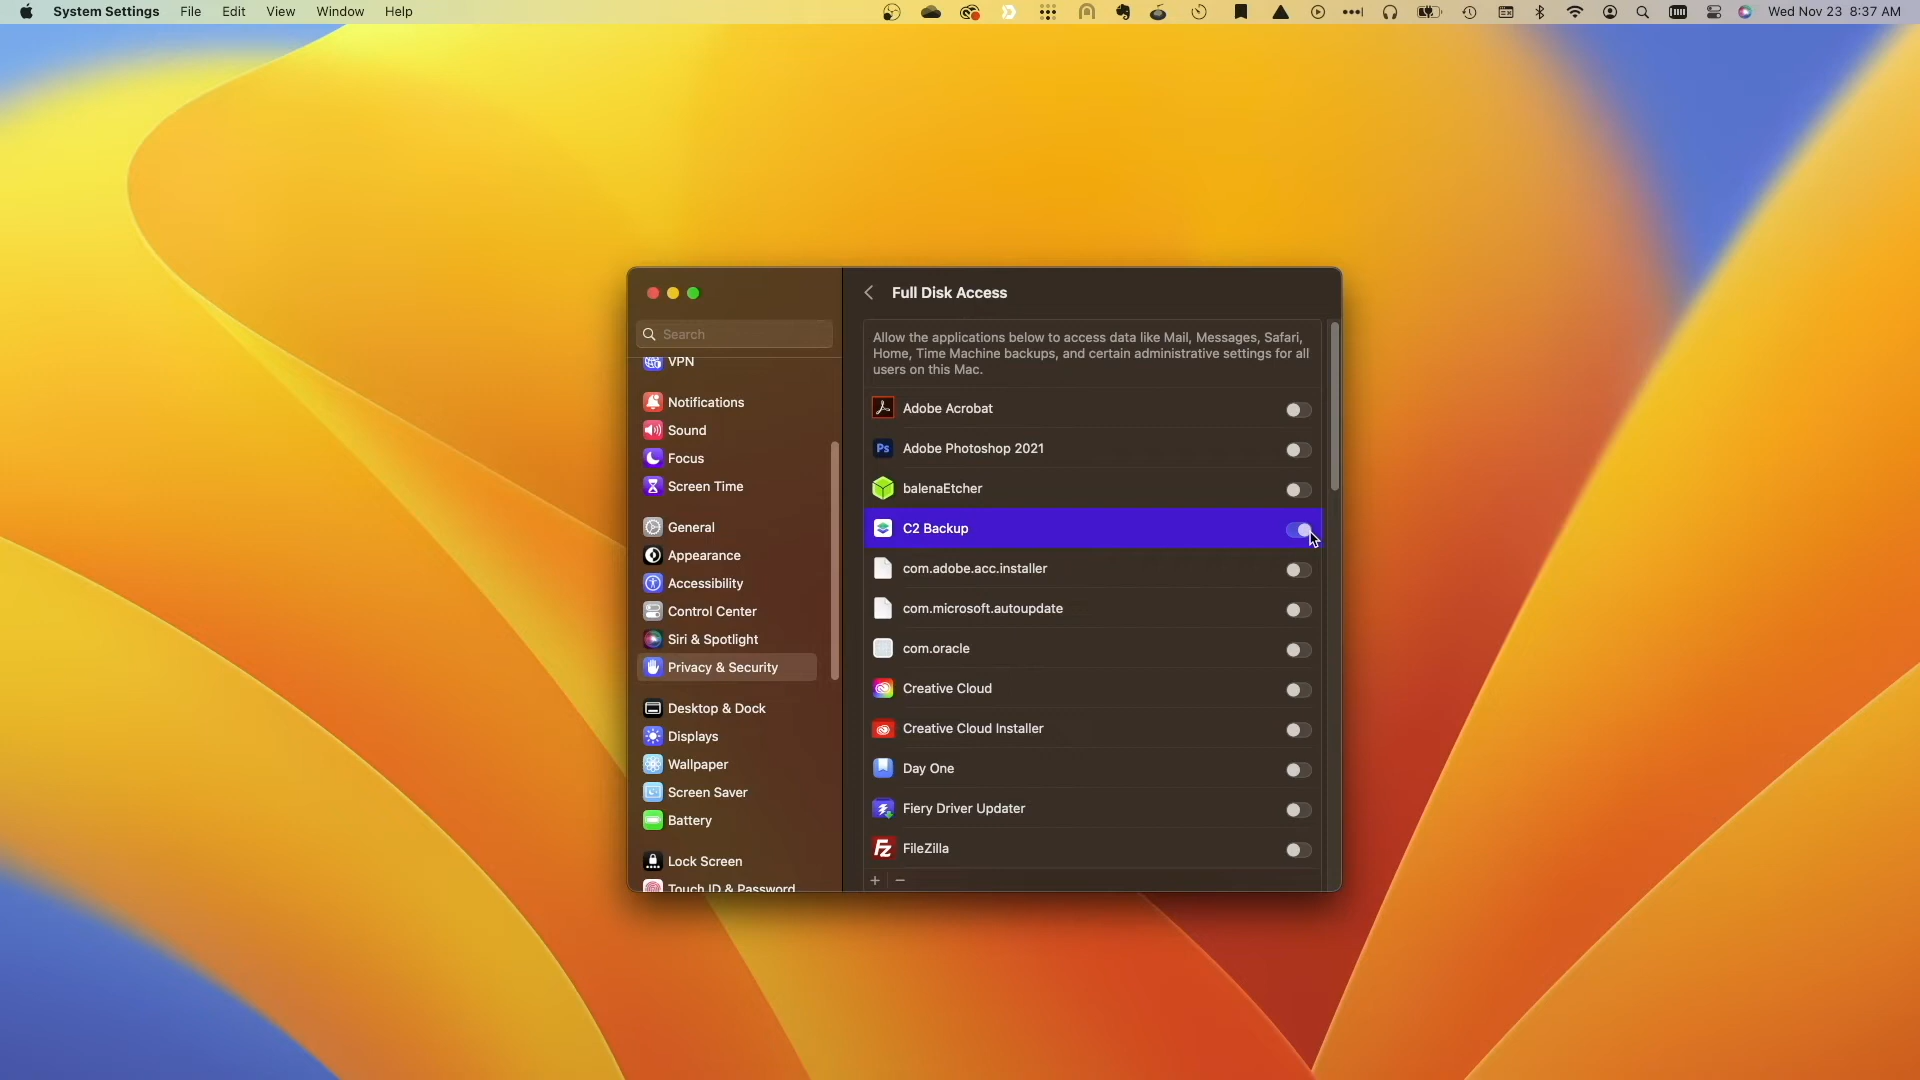 System Settings File Edit View Window Help Wed Nov 23 8:37 AM
Full Disk Access
Search
VPN
Notifications
Sound
Focus
Screen Time
General
Appearance
Accessibility
Control Center
Siri & Spotlight
Privacy & Security
Desktop & Dock
Displays
Wallpaper
Screen Saver
Battery
Lock Screen
Touch ID & Password
Allow the applications below to access data like Mail, Messages, Safari,
Home, Time Machine backups, and certain administrative settings for all
users on this Mac.
Adobe Acrobat
Ps Adobe Photoshop 2021
balenaEtcher
C2 Backup
com.adobe.acc.installer
com.microsoft.autoupdate
com.oracle
Creative Cloud
Creative Cloud Installer
Day One
Fiery Driver Updater
Fz FileZilla
+ −